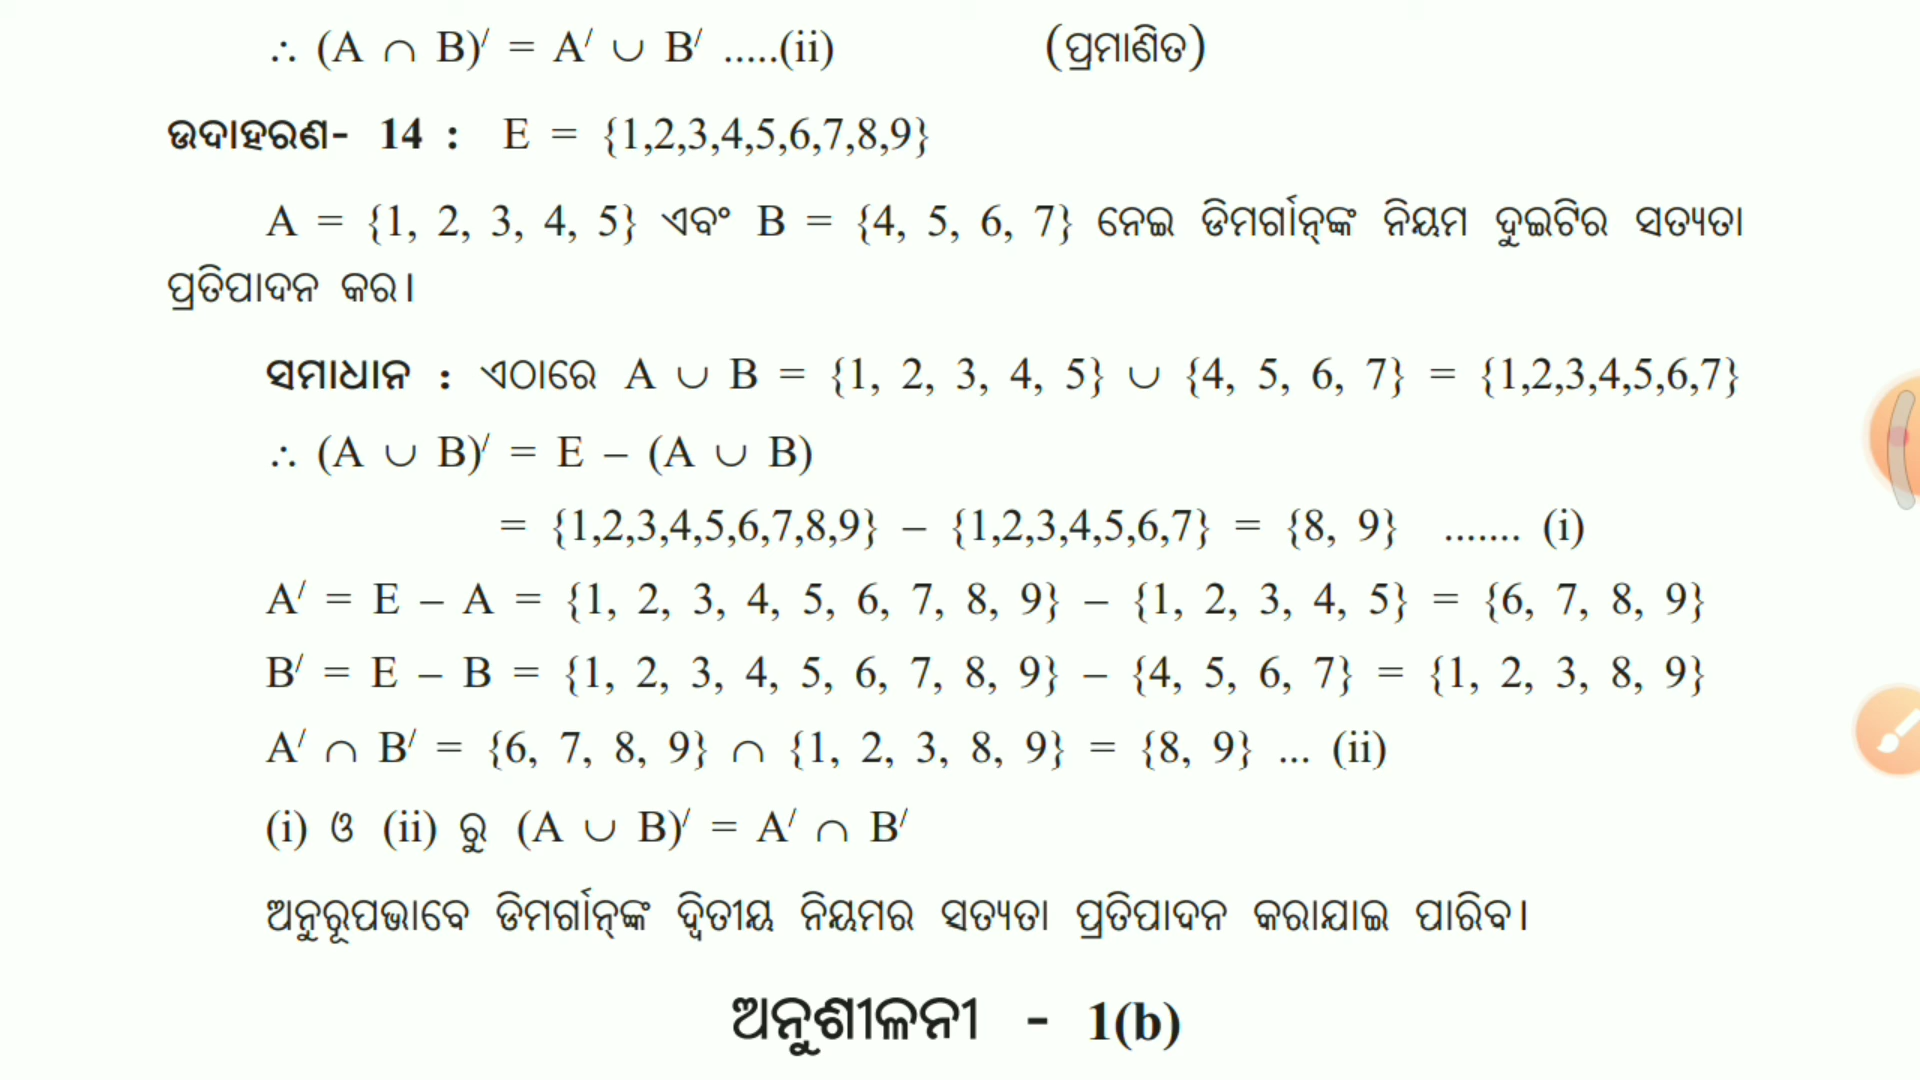 ∴ (A ∩ B)/ = A/ ∪ B/ .....(ii) (ପ୍ରମାଣିତ)
ଉଦାହରଣ- 14 : E = {1,2,3,4,5,6,7,8,9}
A = {1, 2, 3, 4, 5} ଏବଂ B = {4, 5, 6, 7} ନେଇ ଡିମର୍ଗାନ୍‌ଙ୍କ ନିୟମ ଦୁଇଟିର ସତ୍ୟତା
ପ୍ରତିପାଦନ କର।
ସମାଧାନ : ଏଠାରେ A ∪ B = {1, 2, 3, 4, 5} ∪ {4, 5, 6, 7} = {1,2,3,4,5,6,7}
∴ (A ∪ B)/ = E – (A ∪ B)
= {1,2,3,4,5,6,7,8,9} – {1,2,3,4,5,6,7} = {8, 9} ....... (i)
A/ = E – A = {1, 2, 3, 4, 5, 6, 7, 8, 9} – {1, 2, 3, 4, 5} = {6, 7, 8, 9}
B/ = E – B = {1, 2, 3, 4, 5, 6, 7, 8, 9} – {4, 5, 6, 7} = {1, 2, 3, 8, 9}
A/ ∩ B/ = {6, 7, 8, 9} ∩ {1, 2, 3, 8, 9} = {8, 9} ... (ii)
(i) ଓ (ii) ରୁ (A ∪ B)/ = A/ ∩ B/
ଅନୁରୂପଭାବେ ଡିମର୍ଗାନ୍‌ଙ୍କ ଦ୍ଵିତୀୟ ନିୟମର ସତ୍ୟତା ପ୍ରତିପାଦନ କରାଯାଇ ପାରିବ।
ଅନୁଶୀଳନୀ - 1(b)